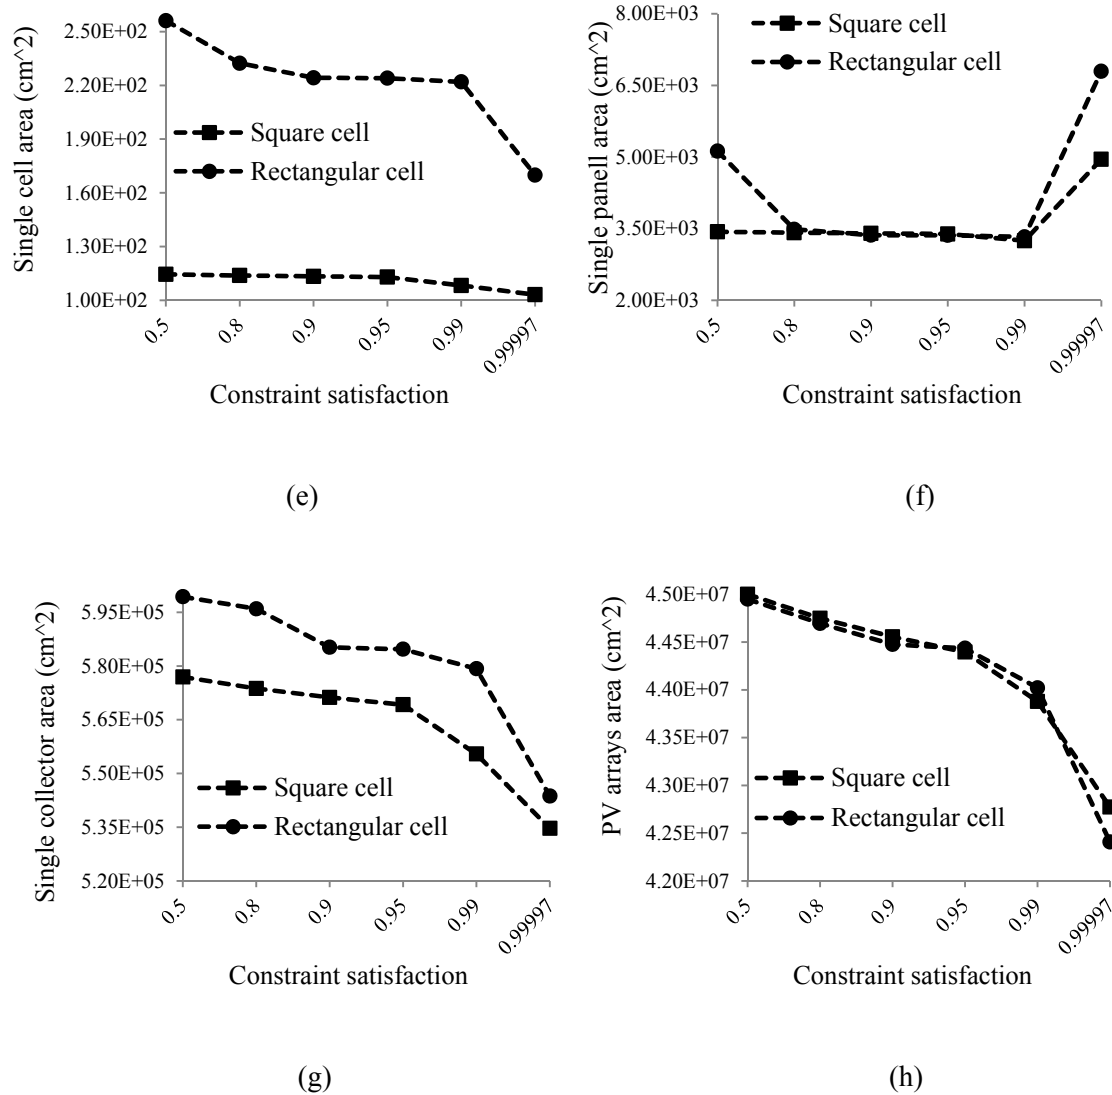 Single cell area (cm^2)
2.50E+02
2.20E+02
1.90E+02
1.60E+02
1.30E+02
1.00E+02
Square cell
Rectangular cell
0.5
0.8
0.9
0.95
0.99
0.99997
Constraint satisfaction
(e)
Single panell area (cm^2)
8.00E+03
6.50E+03
5.00E+03
3.50E+03
2.00E+03
Square cell
Rectangular cell
0.5
0.8
0.9
0.95
0.99
0.99997
Constraint satisfaction
(f)
Single collector area (cm^2)
5.95E+05
5.80E+05
5.65E+05
5.50E+05
5.35E+05
5.20E+05
Square cell
Rectangular cell
0.5
0.8
0.9
0.95
0.99
0.99997
Constraint satisfaction
(g)
PV arrays area (cm^2)
4.50E+07
4.45E+07
4.40E+07
4.35E+07
4.30E+07
4.25E+07
4.20E+07
Square cell
Rectangular cell
0.5
0.8
0.9
0.95
0.99
0.99997
Constraint satisfaction
(h)